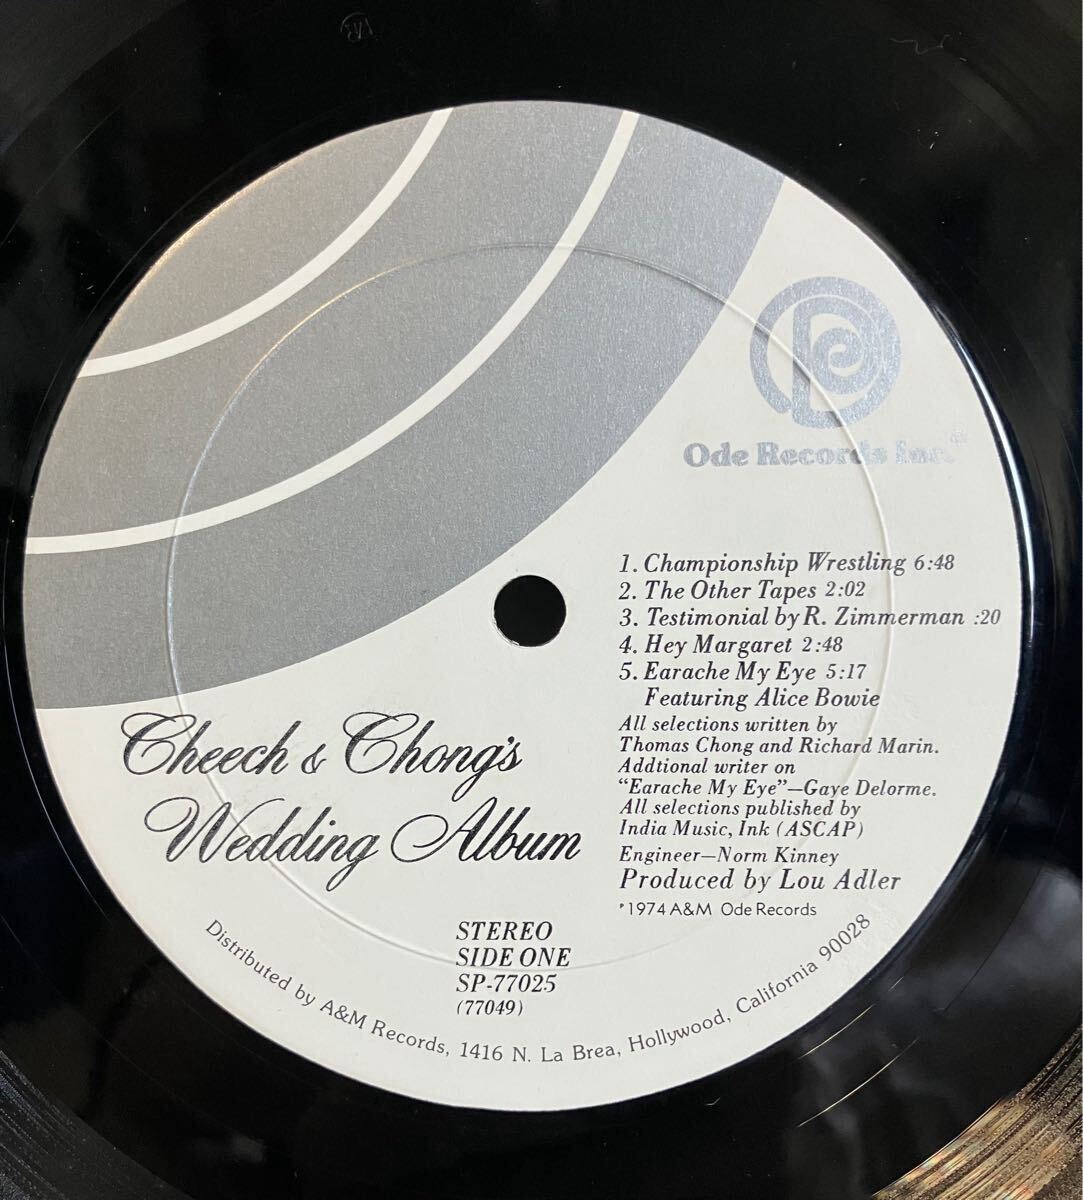 Ode Records Inc.®
1. Championship Wrestling 6:48
2. The Other Tapes 2:02
3. Testimonial by R. Zimmerman :20
4. Hey Margaret 2:48
5. Earache My Eye 5:17
Featuring Alice Bowie
All selections written by
Thomas Chong and Richard Marin.
Addtional writer on
“Earache My Eye”—Gaye Delorme.
All selections published by
India Music, Ink (ASCAP)
Engineer—Norm Kinney
Produced by Lou Adler
℗1974 A&M Ode Records
Cheech & Chong's
Wedding Album
STEREO
SIDE ONE
SP-77025
(77049)
Distributed by A&M Records, 1416 N. La Brea, Hollywood, California 90028